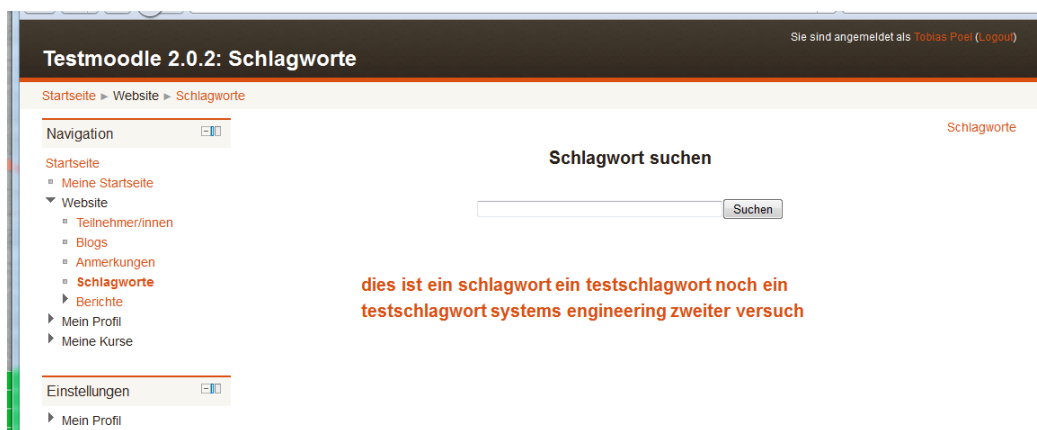 Sie sind angemeldet als Tobias Poel (Logout)
Testmoodle 2.0.2: Schlagworte
Startseite ► Website ► Schlagworte
Navigation
Startseite
Meine Startseite
Website
Teilnehmer/innen
Blogs
Anmerkungen
Schlagworte
Berichte
Mein Profil
Meine Kurse
Einstellungen
Mein Profil
Schlagworte
Schlagwort suchen
Suchen
dies ist ein schlagwort ein testschlagwort noch ein
testschlagwort systems engineering zweiter versuch